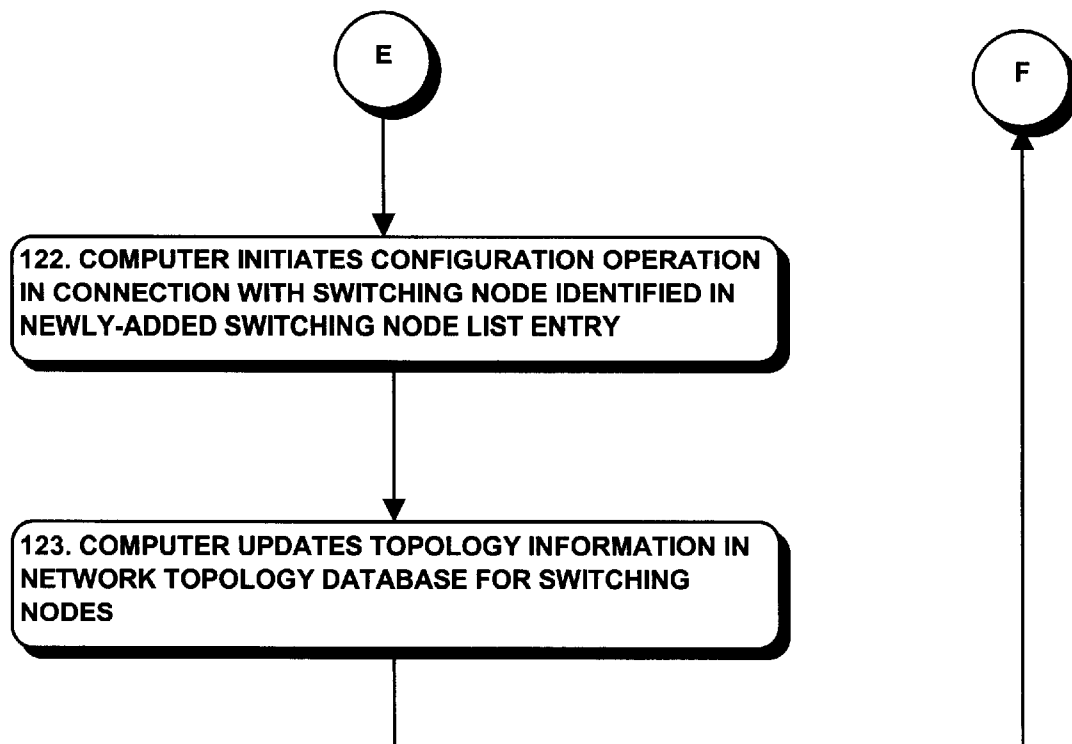 E
F
122. COMPUTER INITIATES CONFIGURATION OPERATION
IN CONNECTION WITH SWITCHING NODE IDENTIFIED IN
NEWLY-ADDED SWITCHING NODE LIST ENTRY
123. COMPUTER UPDATES TOPOLOGY INFORMATION IN
NETWORK TOPOLOGY DATABASE FOR SWITCHING
NODES